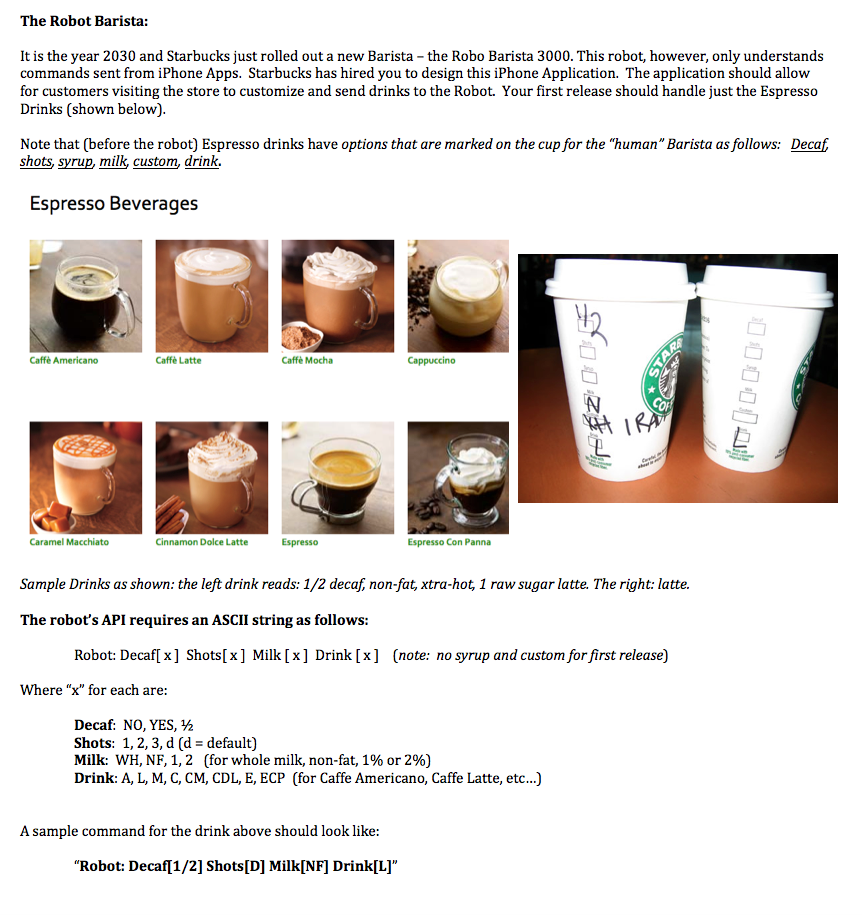 The Robot Barista:
It is the year 2030 and Starbucks just rolled out a new Barista – the Robo Barista 3000. This robot, however, only understands
commands sent from iPhone Apps.  Starbucks has hired you to design this iPhone Application.  The application should allow
for customers visiting the store to customize and send drinks to the Robot.  Your first release should handle just the Espresso
Drinks (shown below).
Note that (before the robot) Espresso drinks have options that are marked on the cup for the “human” Barista as follows:   Decaf,
shots, syrup, milk, custom, drink.
Espresso Beverages
Caffè Americano
Caffè Latte
Caffè Mocha
Cappuccino
Caramel Macchiato
Cinnamon Dolce Latte
Espresso
Espresso Con Panna
1/2
N
XH 1 RAW
L
Decaf
Shots
Syrup
Milk
Custom
L
Sample Drinks as shown: the left drink reads: 1/2 decaf, non-fat, xtra-hot, 1 raw sugar latte. The right: latte.
The robot’s API requires an ASCII string as follows:
Robot: Decaf[ x ]  Shots[ x ]  Milk [ x ]  Drink [ x ]   (note:  no syrup and custom for first release)
Where “x” for each are:
Decaf:  NO, YES, ½
Shots:  1, 2, 3, d (d = default)
Milk:  WH, NF, 1, 2   (for whole milk, non-fat, 1% or 2%)
Drink: A, L, M, C, CM, CDL, E, ECP  (for Caffe Americano, Caffe Latte, etc...)
A sample command for the drink above should look like:
“Robot: Decaf[1/2] Shots[D] Milk[NF] Drink[L]”